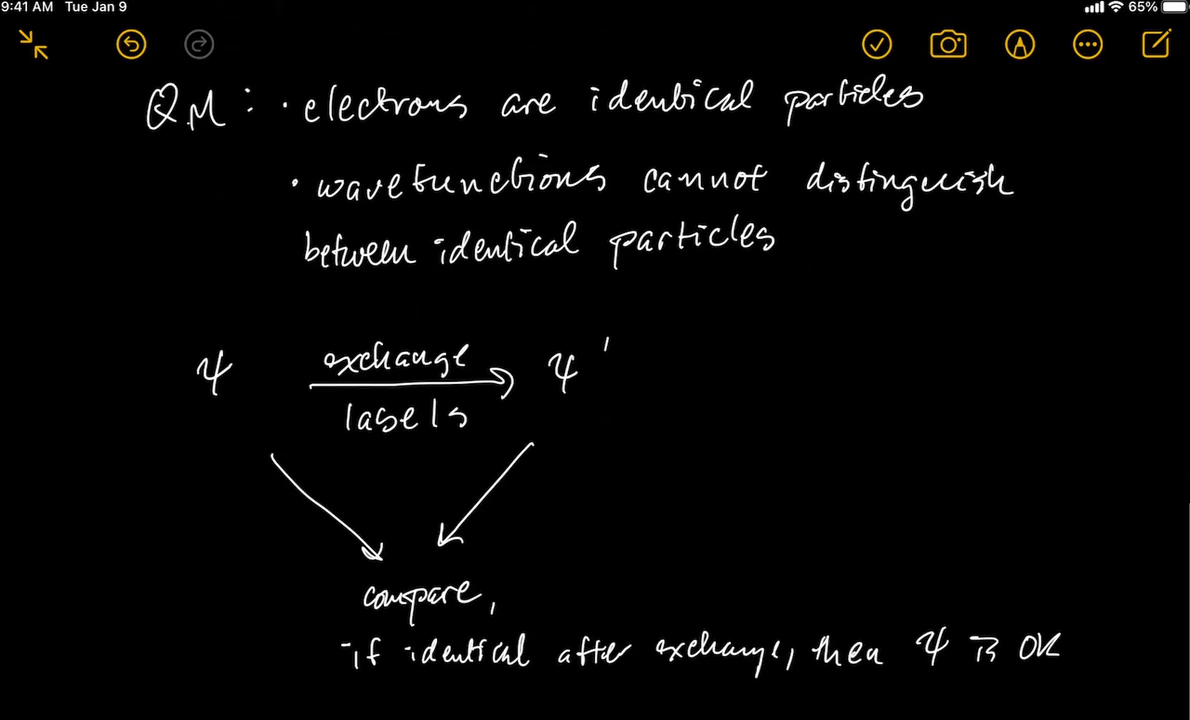 9:41 AM Tue Jan 9
65%
QM: · electrons are identical particles
· wavefunctions cannot distinguish
between identical particles
ψ exchange ψ'
labels
compare,
if identical after exchange, then ψ is OK